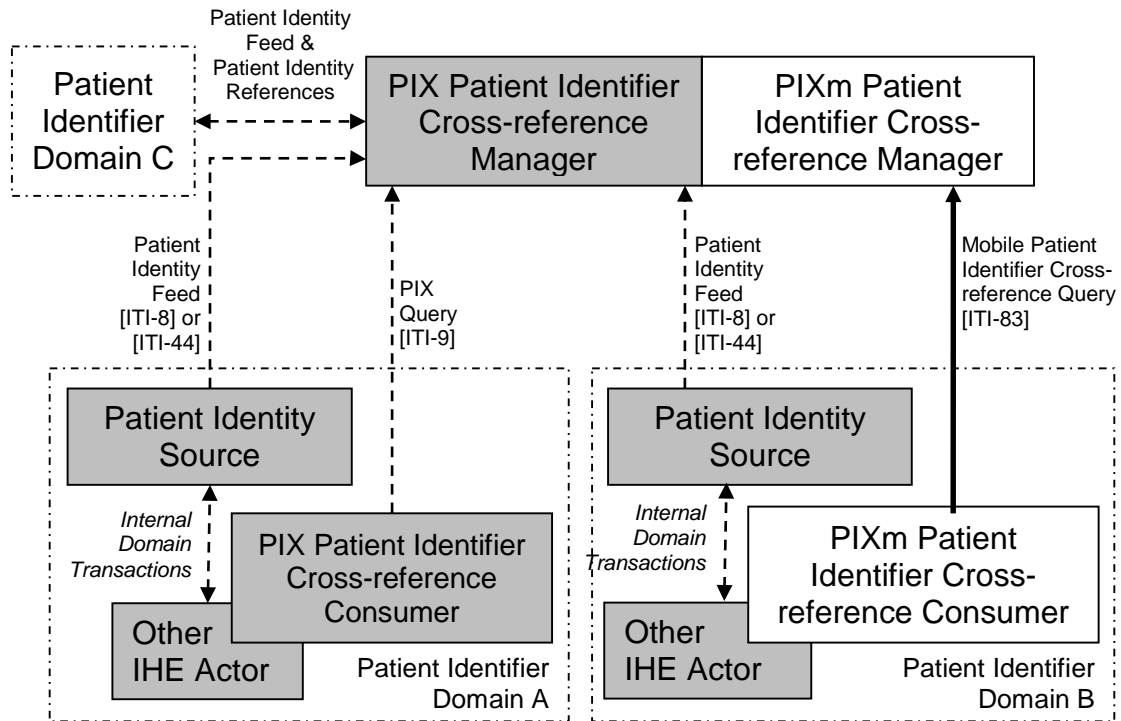 Patient Identity
Feed &
Patient Identity
References
Patient
Identifier
Domain C
PIX Patient Identifier
Cross-reference
Manager
PIXm Patient
Identifier Cross-
reference Manager
Patient
Identity
Feed
[ITI-8] or
[ITI-44]
PIX
Query
[ITI-9]
Patient
Identity
Feed
[ITI-8] or
[ITI-44]
Mobile Patient
Identifier Cross-
reference Query
[ITI-83]
Patient Identity
Source
Internal
Domain
Transactions
PIX Patient Identifier
Cross-reference
Consumer
Other
IHE Actor
Patient Identifier
Domain A
Patient Identity
Source
Internal
Domain
Transactions
PIXm Patient
Identifier Cross-
reference Consumer
Other
IHE Actor
Patient Identifier
Domain B